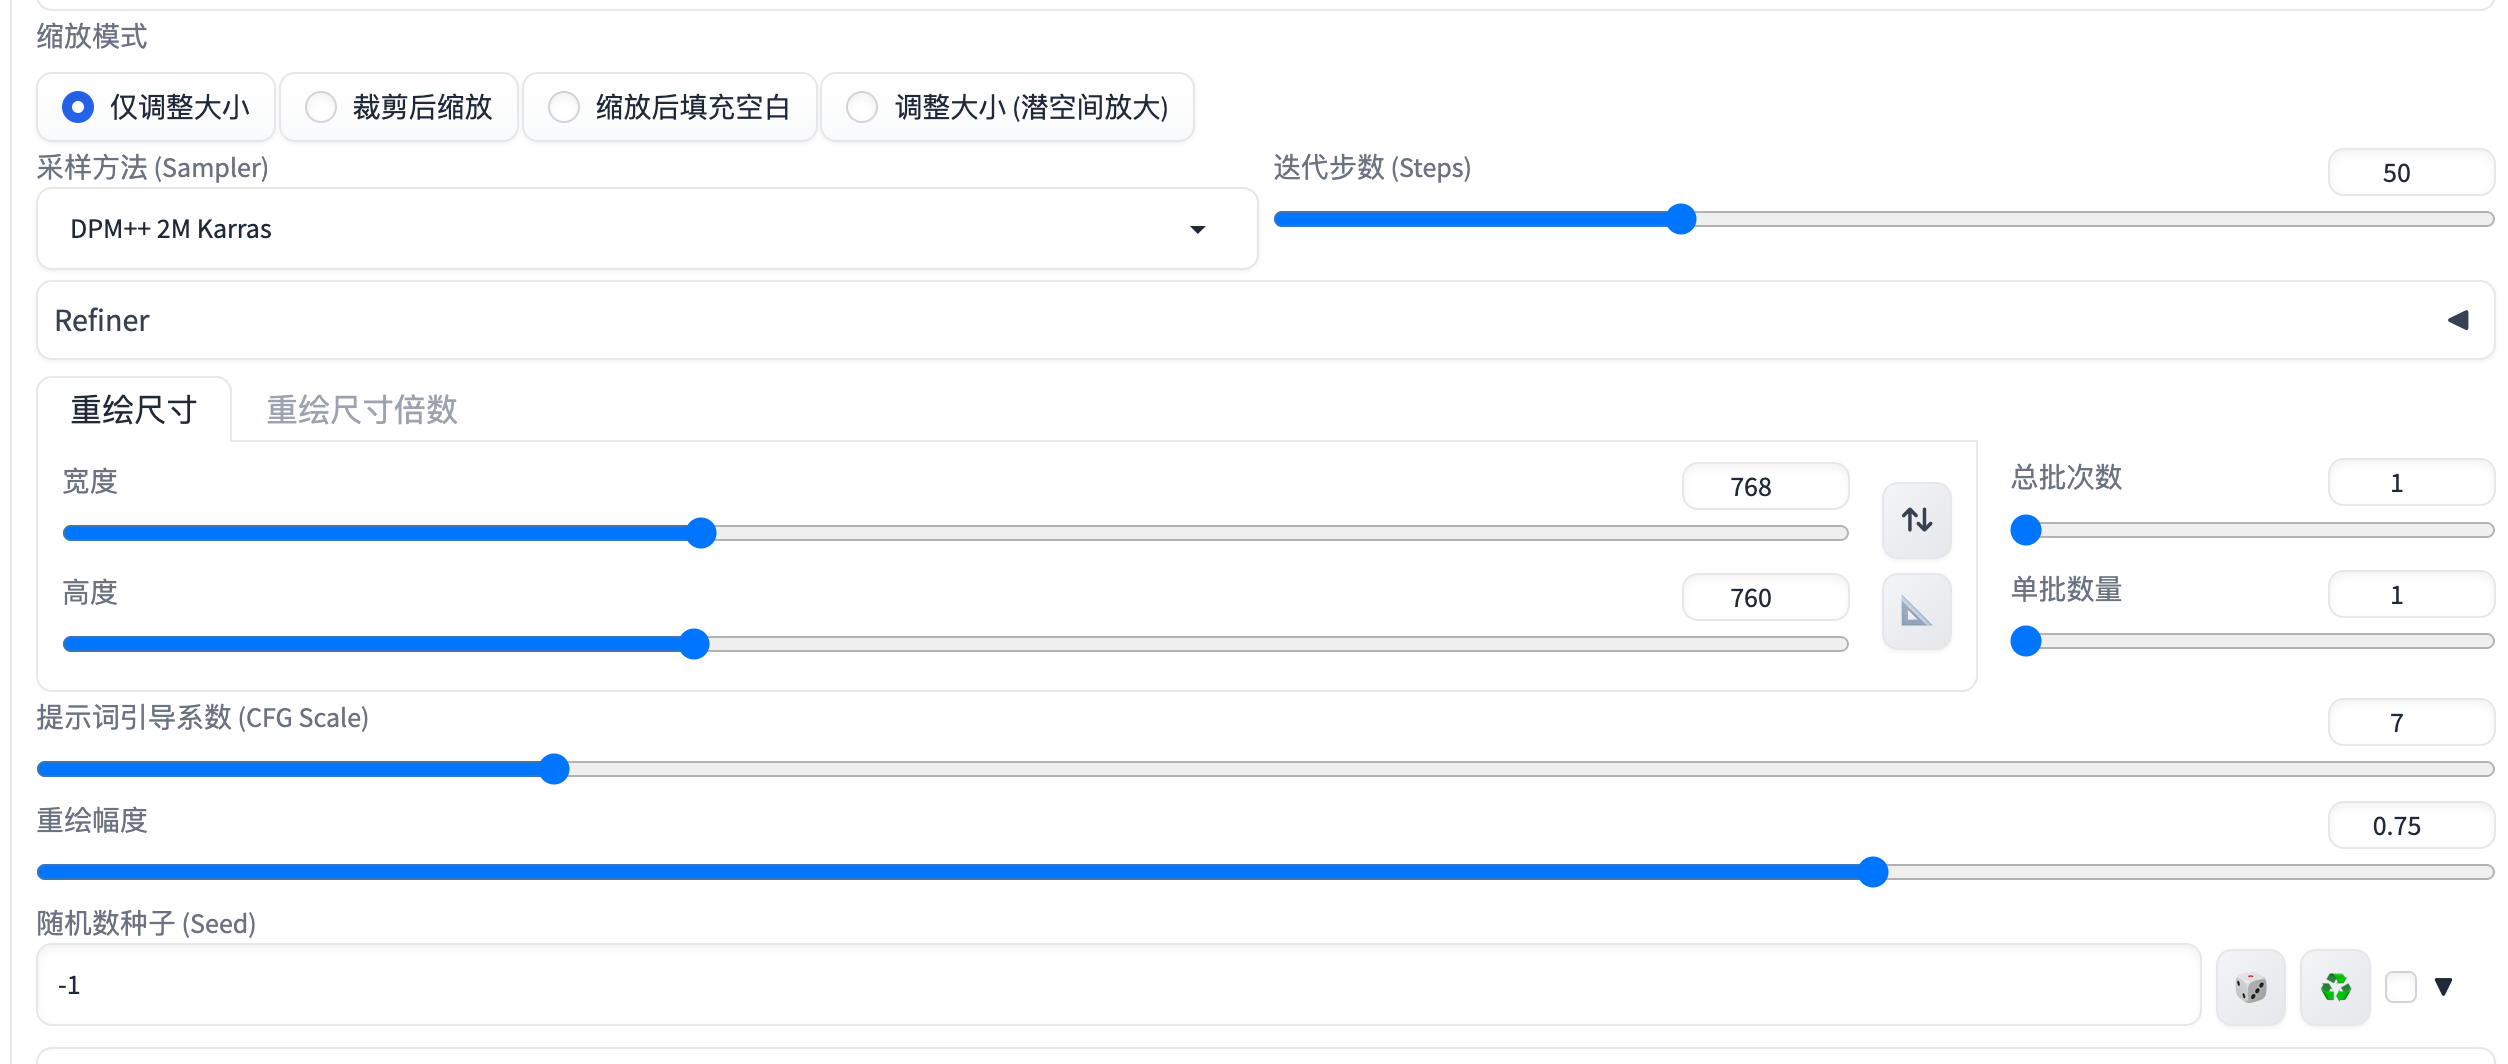 缩放模式
仅调整大小 裁剪后缩放 缩放后填充空白 调整大小 (潜空间放大)
采样方法 (Sampler) 迭代步数 (Steps) 50
DPM++ 2M Karras
Refiner
重绘尺寸 重绘尺寸倍数
宽度 768 总批次数 1
高度 760 单批数量 1
提示词引导系数 (CFG Scale) 7
重绘幅度 0.75
随机数种子 (Seed)
-1